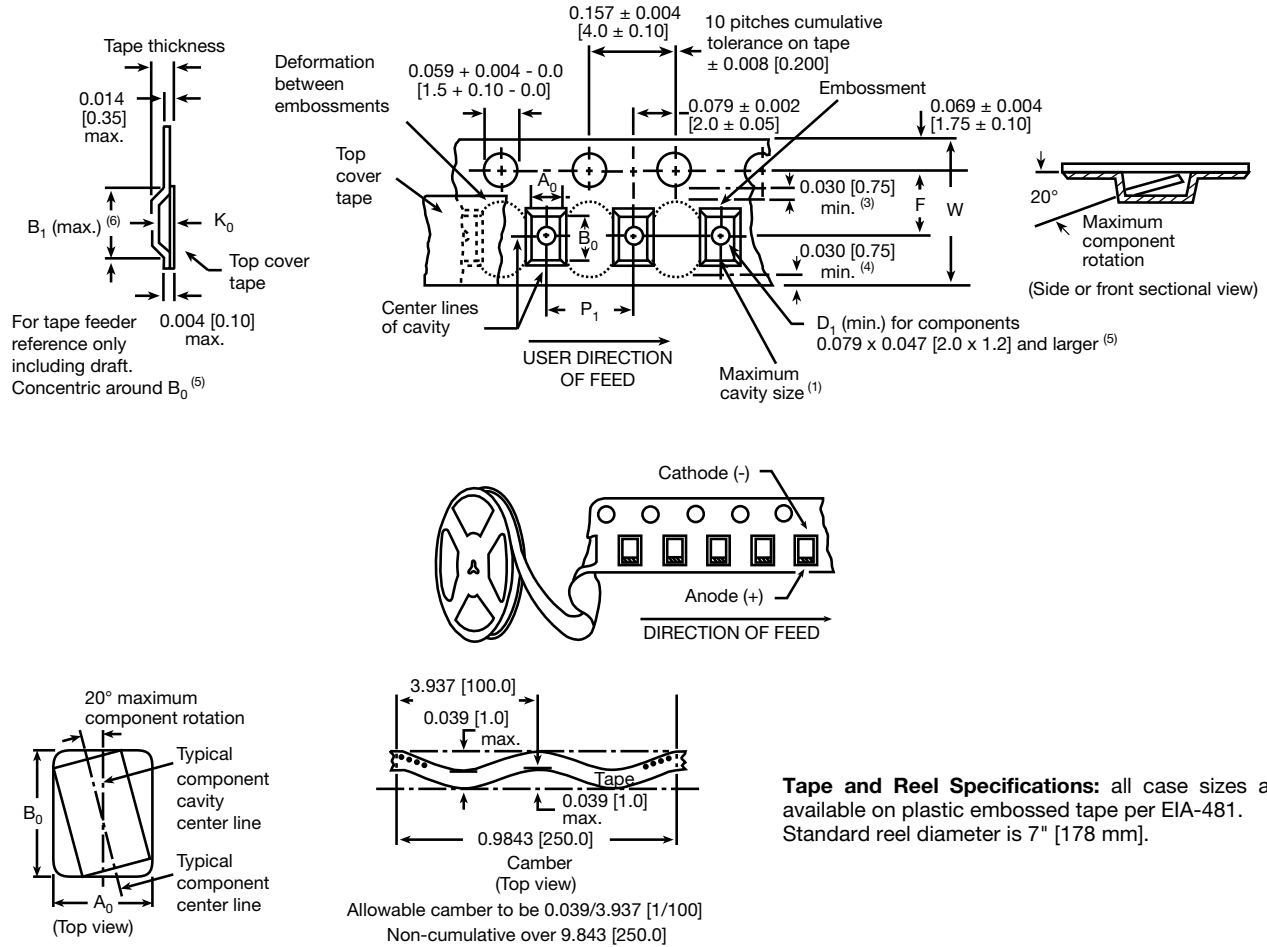 Tape thickness
0.014
[0.35]
max.
B1 (max.) (6)
K0
Top cover
tape
0.004 [0.10]
max.
For tape feeder
reference only
including draft.
Concentric around B0 (5)
Deformation
between
embossments
Top
cover
tape
0.059 + 0.004 - 0.0
[1.5 + 0.10 - 0.0]
0.157 ± 0.004
[4.0 ± 0.10]
10 pitches cumulative
tolerance on tape
± 0.008 [0.200]
0.079 ± 0.002
[2.0 ± 0.05]
Embossment
0.069 ± 0.004
[1.75 ± 0.10]
A0
B0
0.030 [0.75]
min. (3)
F
W
0.030 [0.75]
min. (4)
Center lines
of cavity
P1
USER DIRECTION
OF FEED
D1 (min.) for components
0.079 x 0.047 [2.0 x 1.2] and larger (5)
Maximum
cavity size (1)
20°
Maximum
component
rotation
(Side or front sectional view)
Cathode (-)
Anode (+)
DIRECTION OF FEED
20° maximum
component rotation
Typical
component
cavity
center line
B0
Typical
component
center line
A0
(Top view)
3.937 [100.0]
0.039 [1.0]
max.
Tape
0.039 [1.0]
max.
0.9843 [250.0]
Camber
(Top view)
Allowable camber to be 0.039/3.937 [1/100]
Non-cumulative over 9.843 [250.0]
Tape and Reel Specifications: all case sizes a
available on plastic embossed tape per EIA-481.
Standard reel diameter is 7" [178 mm].